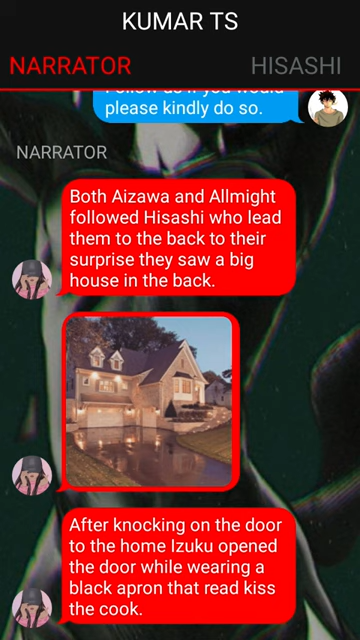 KUMAR TS
NARRATOR
HISASHI
please kindly do so.
NARRATOR
Both Aizawa and Allmight
followed Hisashi who lead
them to the back to their
surprise they saw a big
house in the back.
After knocking on the door
to the home Izuku opened
the door while wearing a
black apron that read kiss
the cook.